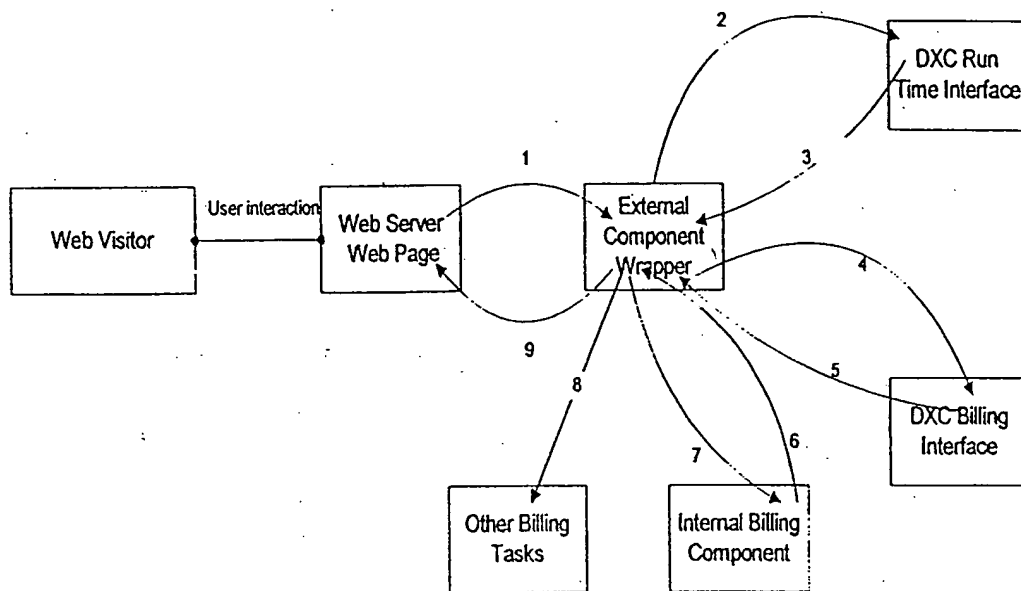 2
DXC Run
Time Interface
1
3
User interaction
Web Visitor
Web Server
Web Page
External
Component
Wrapper
4
9
8
5
7
6
DXC Billing
Interface
Other Billing
Tasks
Internal Billing
Component